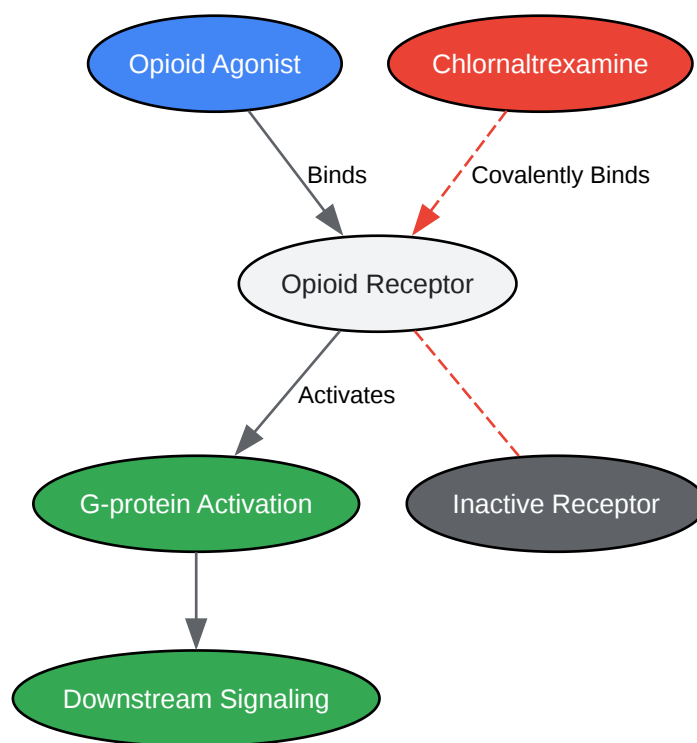 Opioid Agonist
Chlornaltrexamine
Binds
Covalently Binds
Opioid Receptor
Activates
G-protein Activation
Inactive Receptor
Downstream Signaling